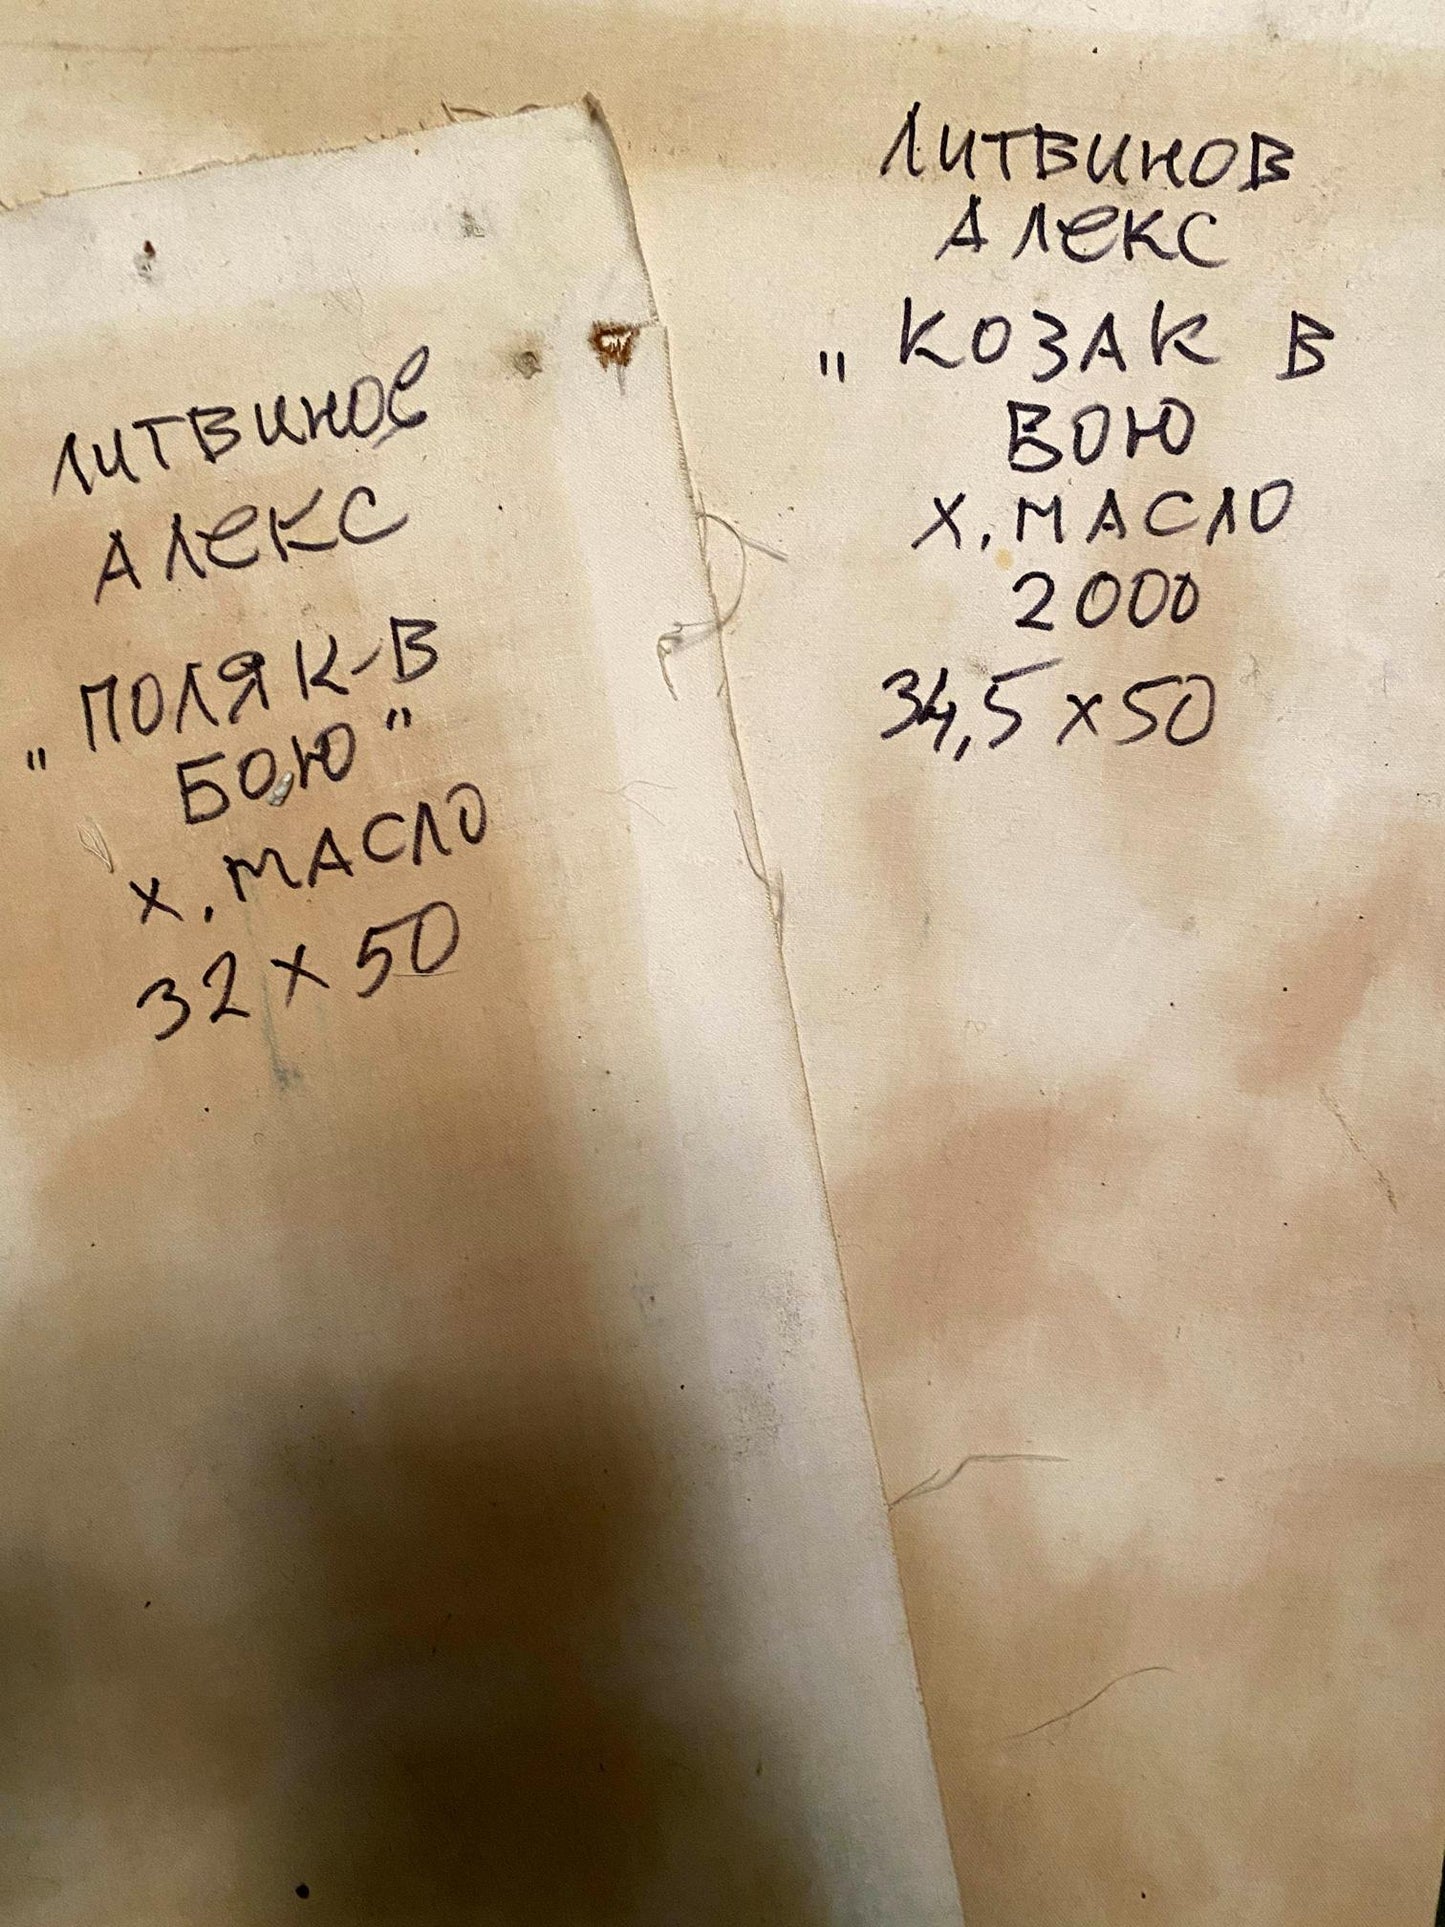 ЛИТВИНОВ
АЛЕКС
„ПОЛЯК-В
БОЮ"
х. МАСЛО
32 х 50
ЛИТВИНОВ
АЛЕКС
„КОЗАК В
БОЮ
х. МАСЛО
2000
34,5 х 50